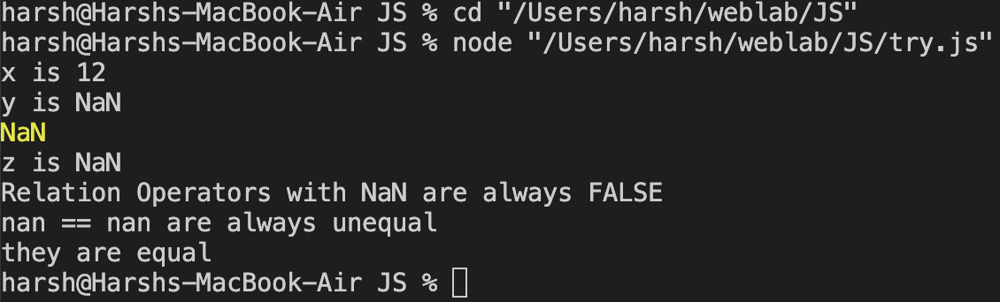 harsh@Harshs-MacBook-Air JS % cd "/Users/harsh/weblab/JS"
harsh@Harshs-MacBook-Air JS % node "/Users/harsh/weblab/JS/try.js"
x is 12
y is NaN
NaN
z is NaN
Relation Operators with NaN are always FALSE
nan == nan are always unequal
they are equal
harsh@Harshs-MacBook-Air JS %